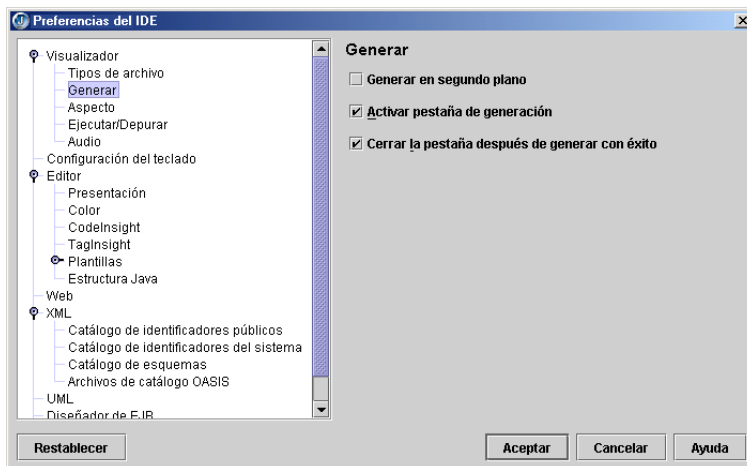 Preferencias del IDE
Visualizador
Tipos de archivo
Generar
Aspecto
Ejecutar/Depurar
Audio
Configuración del teclado
Editor
Presentación
Color
CodeInsight
TagInsight
Plantillas
Estructura Java
Web
XML
Catálogo de identificadores públicos
Catálogo de identificadores del sistema
Catálogo de esquemas
Archivos de catálogo OASIS
UML
Diseñador de EJB
Generar
Generar en segundo plano
Activar pestaña de generación
Cerrar la pestaña después de generar con éxito
Restablecer
Aceptar
Cancelar
Ayuda